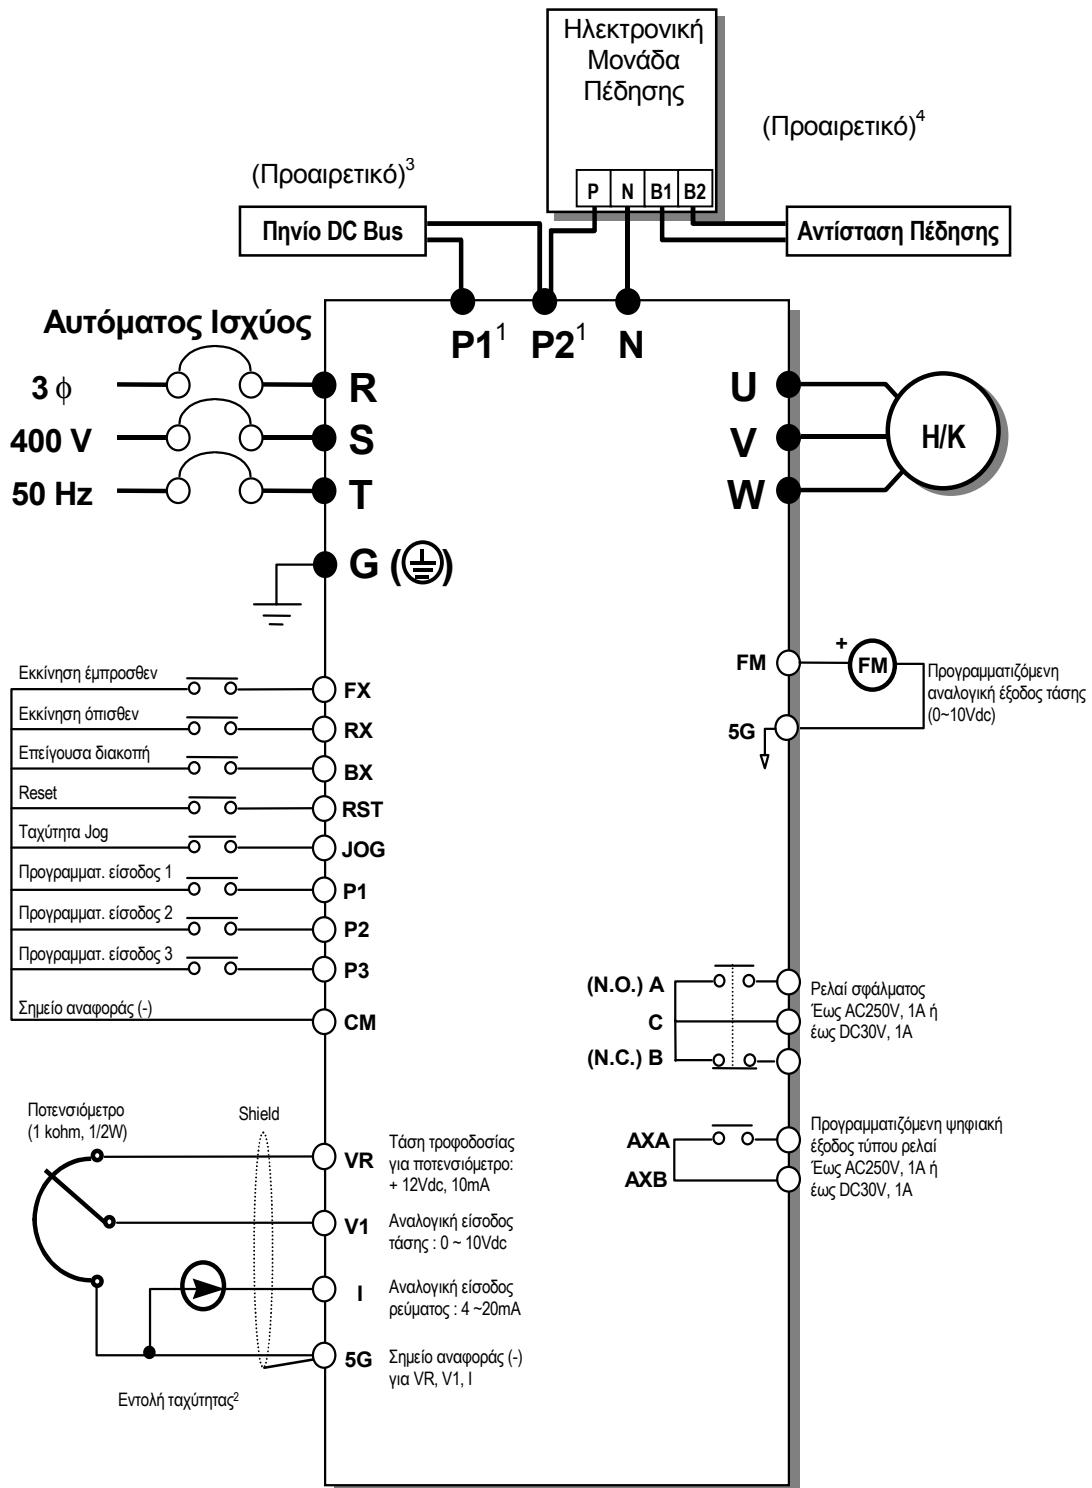 Ηλεκτρονική
Μονάδα
Πέδησης
(Προαιρετικό)4
(Προαιρετικό)3
P N B1 B2
Πηνίο DC Bus
Αντίσταση Πέδησης
Αυτόματος Ισχύος
P1¹ P2¹ N
3 ϕ
R
U
400 V
S
V
H/K
50 Hz
T
W
G (⏚)
Εκκίνηση έμπροσθεν
FX
Εκκίνηση όπισθεν
RX
Επείγουσα διακοπή
BX
Reset
RST
Ταχύτητα Jog
JOG
Προγραμματ. είσοδος 1
P1
Προγραμματ. είσοδος 2
P2
Προγραμματ. είσοδος 3
P3
Σημείο αναφοράς (-)
CM
FM
+
FM
Προγραμματιζόμενη
αναλογική έξοδος τάσης
(0~10Vdc)
5G
(N.O.) A
C
(N.C.) B
Ρελαί σφάλματος
Έως AC250V, 1A ή
έως DC30V, 1A
AXA
AXB
Προγραμματιζόμενη ψηφιακή
έξοδος τύπου ρελαί
Έως AC250V, 1A ή
έως DC30V, 1A
Ποτενσιόμετρο
(1 kohm, 1/2W)
Shield
VR
Τάση τροφοδοσίας
για ποτενσιόμετρο:
+ 12Vdc, 10mA
V1
Αναλογική είσοδος
τάσης : 0 ~ 10Vdc
I
Αναλογική είσοδος
ρεύματος : 4 ~20mA
5G
Σημείο αναφοράς (-)
για VR, V1, I
Εντολή ταχύτητας²